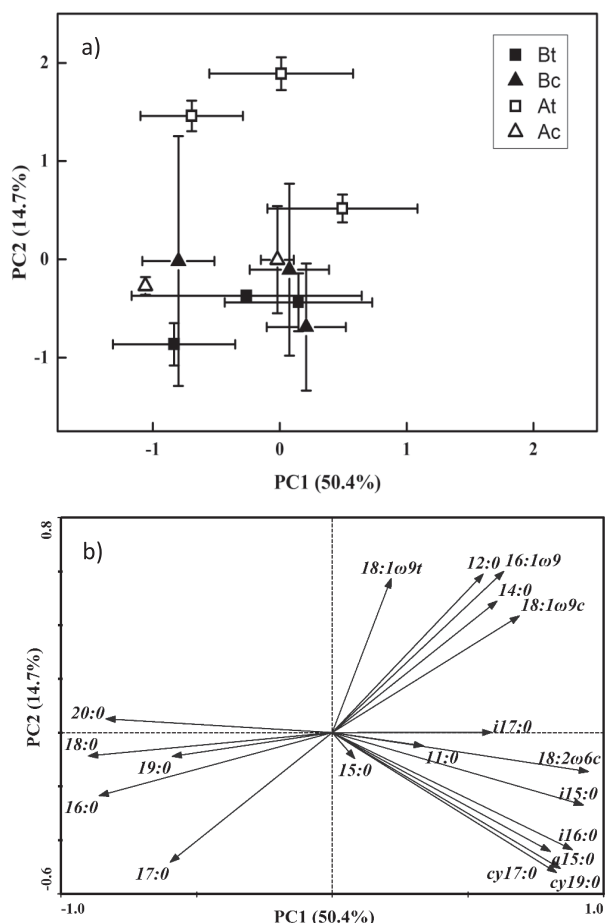 a)
Bt
Bc
At
Ac
2
1
0
-1
PC2 (14.7%)
-1
0
1
2
PC1 (50.4%)
b)
0.8
18:1ω9t
12:0
16:1ω9
14:0
18:1ω9c
20:0
i17:0
18:0
19:0
15:0
11:0
18:2ω6c
16:0
i15:0
i16:0
17:0
a15:0
cy17:0
cy19:0
PC2 (14.7%)
-0.6
-1.0
1.0
PC1 (50.4%)